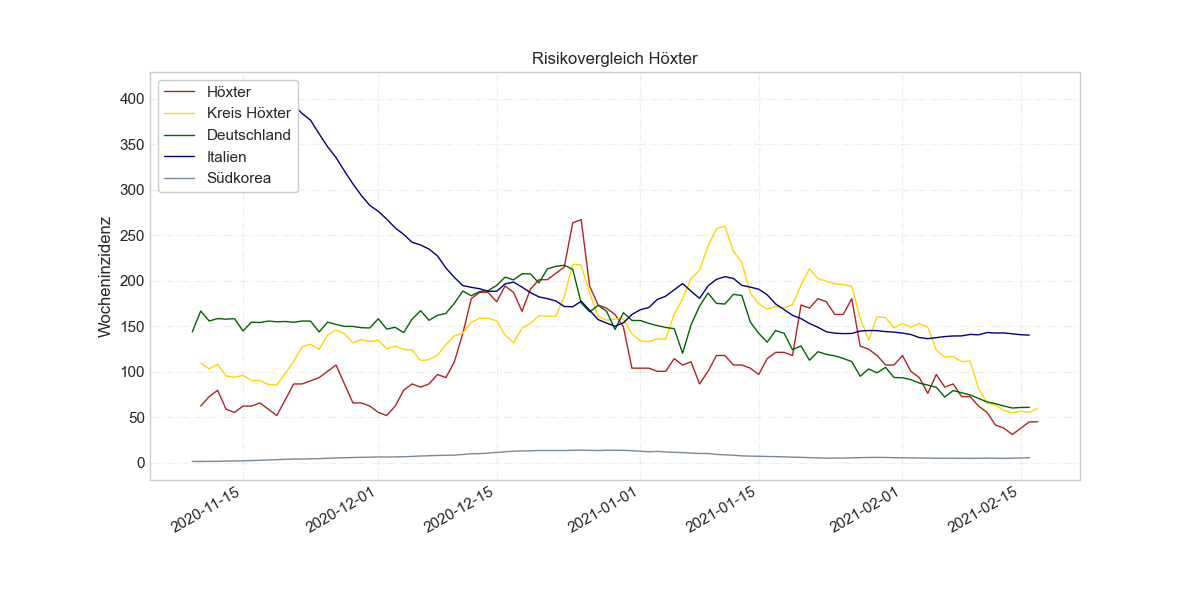 Risikovergleich Höxter
Höxter
Kreis Höxter
Deutschland
Italien
Südkorea
Wocheninzidenz
400
350
300
250
200
150
100
50
0
2020-11-15
2020-12-01
2020-12-15
2021-01-01
2021-01-15
2021-02-01
2021-02-15